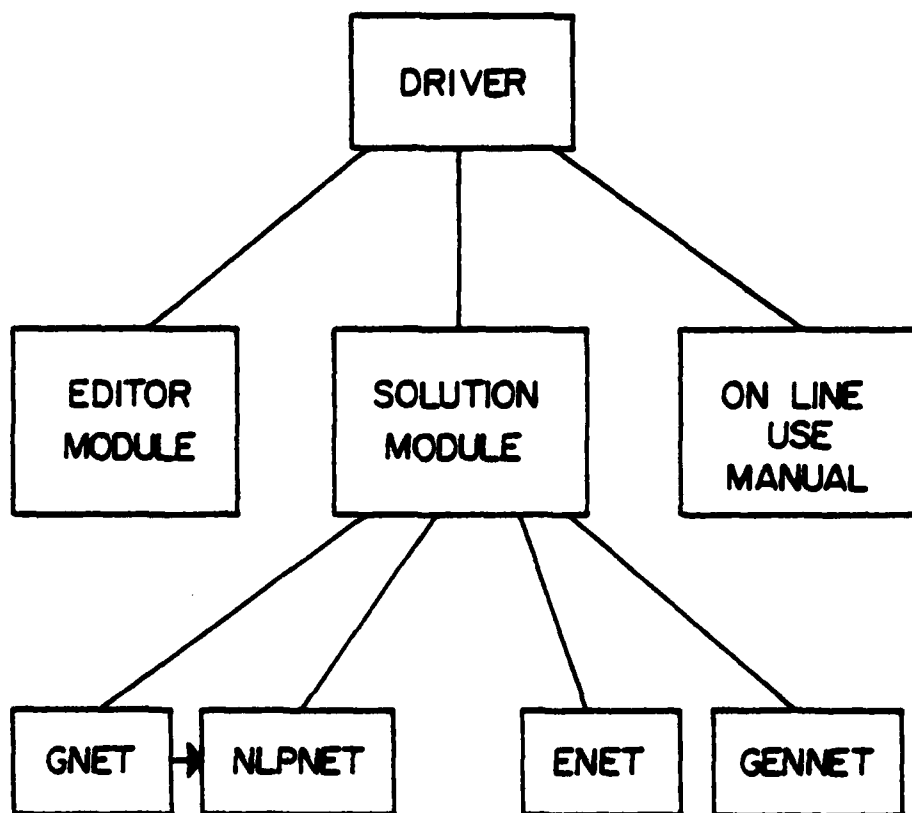 DRIVER
EDITOR
MODULE
SOLUTION
MODULE
ON LINE
USE
MANUAL
GNET
NLPNET
ENET
GENNET